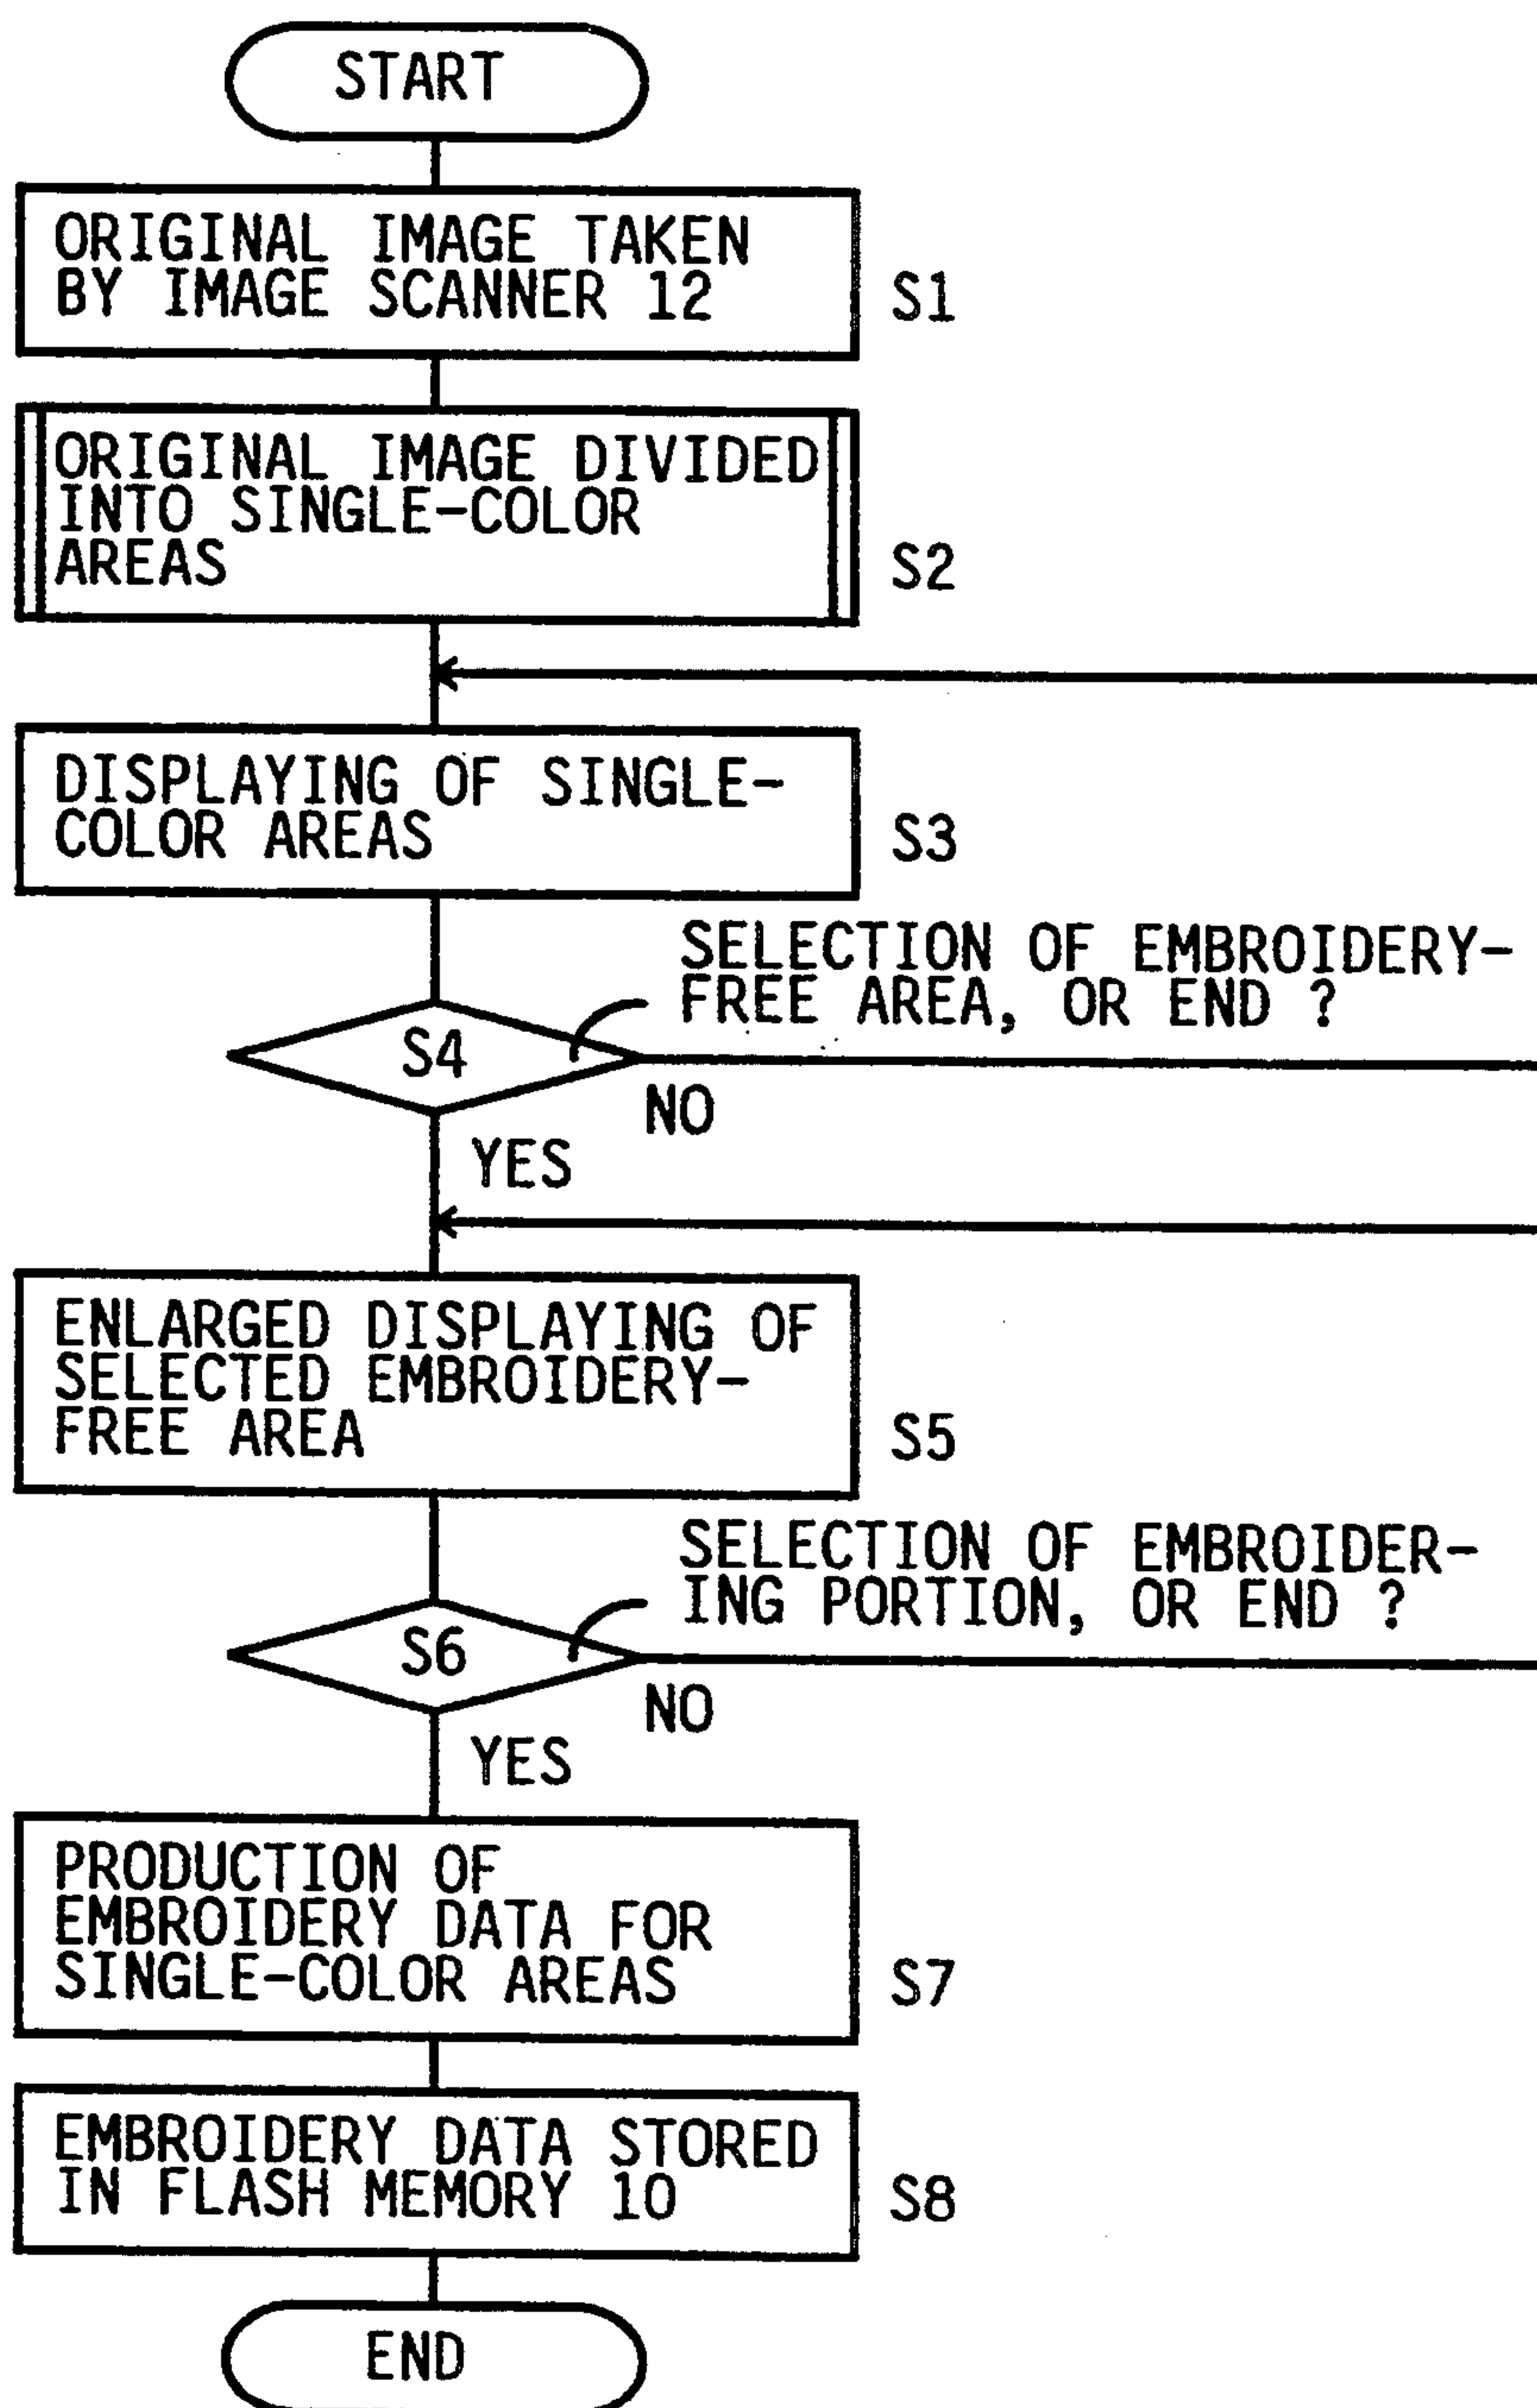 START
ORIGINAL IMAGE TAKEN
BY IMAGE SCANNER 12
S1
ORIGINAL IMAGE DIVIDED
INTO SINGLE-COLOR
AREAS
S2
DISPLAYING OF SINGLE-
COLOR AREAS
S3
SELECTION OF EMBROIDERY-
FREE AREA, OR END ?
S4
NO
YES
ENLARGED DISPLAYING OF
SELECTED EMBROIDERY-
FREE AREA
S5
SELECTION OF EMBROIDER-
ING PORTION, OR END ?
S6
NO
YES
PRODUCTION OF
EMBROIDERY DATA FOR
SINGLE-COLOR AREAS
S7
EMBROIDERY DATA STORED
IN FLASH MEMORY 10
S8
END